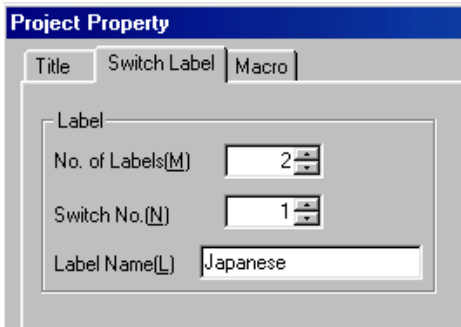 Project Property
Title Switch Label Macro
Label
No. of Labels(M) 2
Switch No.(N) 1
Label Name(L) Japanese